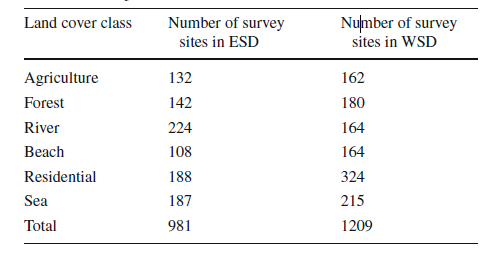 Land cover class Number of survey Number of survey
sites in ESD sites in WSD
Agriculture 132 162
Forest 142 180
River 224 164
Beach 108 164
Residential 188 324
Sea 187 215
Total 981 1209